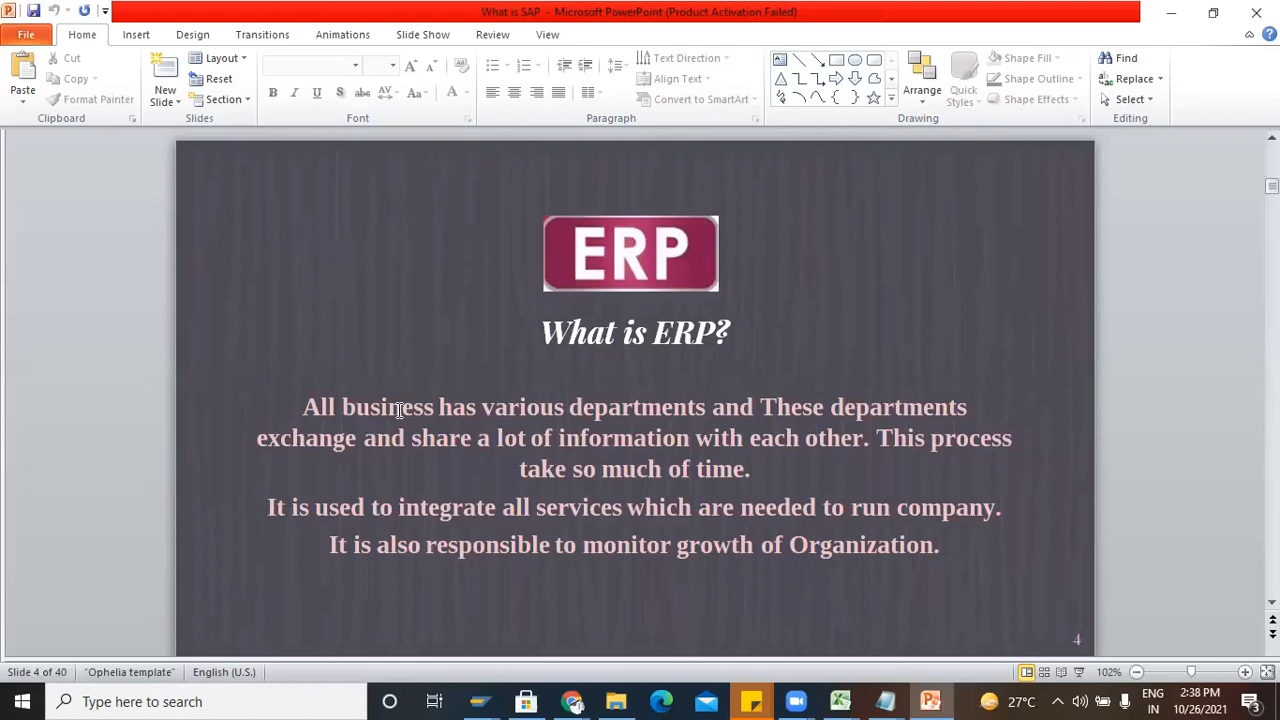 What is SAP - Microsoft PowerPoint (Product Activation Failed)
File Home Insert Design Transitions Animations Slide Show Review View
Paste
Cut
Copy
Format Painter
Clipboard
New
Slide
Layout
Reset
Section
Slides
B I U S abc AV Aa A
Font
Text Direction
Align Text
Convert to SmartArt
Paragraph
Arrange
Quick
Styles
Shape Fill
Shape Outline
Shape Effects
Drawing
Find
Replace
Select
Editing
ERP
What is ERP?
All business has various departments and These departments
exchange and share a lot of information with each other. This process
take so much of time.
It is used to integrate all services which are needed to run company.
It is also responsible to monitor growth of Organization.
4
Slide 4 of 40 "Ophelia template" English (U.S.) 102%
Type here to search
27°C
ENG
IN
2:38 PM
10/26/2021
3